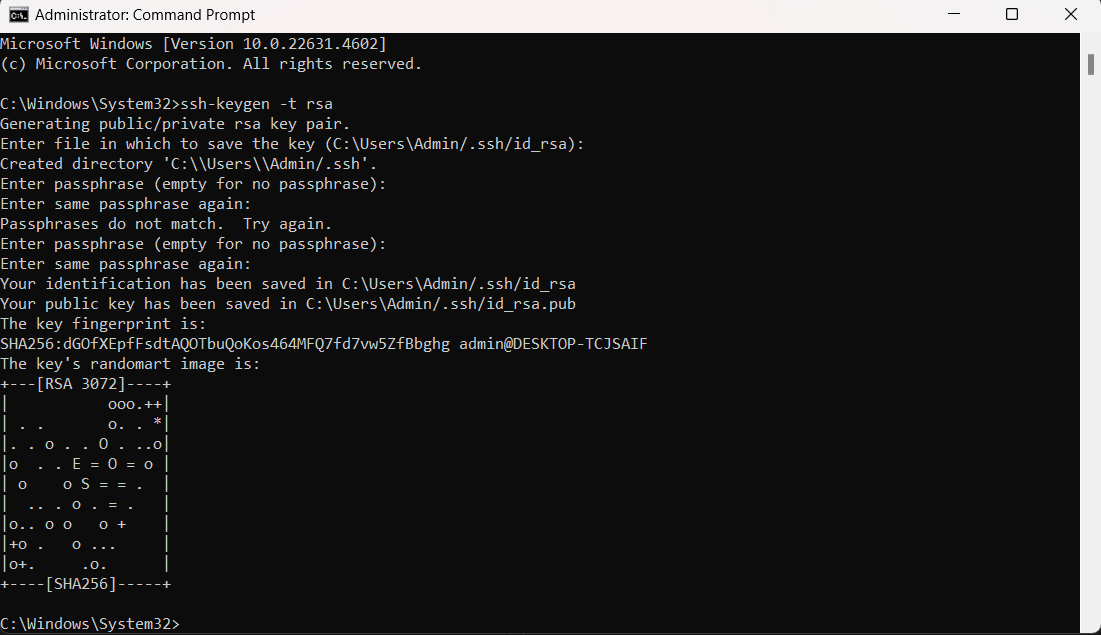 Administrator: Command Prompt
Microsoft Windows [Version 10.0.22631.4602]
(c) Microsoft Corporation. All rights reserved.
C:\Windows\System32>ssh-keygen -t rsa
Generating public/private rsa key pair.
Enter file in which to save the key (C:\Users\Admin/.ssh/id_rsa):
Created directory 'C:\\Users\\Admin/.ssh'.
Enter passphrase (empty for no passphrase):
Enter same passphrase again:
Passphrases do not match.  Try again.
Enter passphrase (empty for no passphrase):
Enter same passphrase again:
Your identification has been saved in C:\Users\Admin/.ssh/id_rsa
Your public key has been saved in C:\Users\Admin/.ssh/id_rsa.pub
The key fingerprint is:
SHA256:dGOfXEpfFsdtAQOTbuQoKos464MFQ7fd7vw5ZfBbghg admin@DESKTOP-TCJSAIF
The key's randomart image is:
+---[RSA 3072]----+
|           ooo.++|
| . .       o. . *|
|. . o . . O . ..o|
|o  . . E = O = o |
| o    o S = = .  |
|  .. . o . = .   |
|o.. o o   o +    |
|+o .   o ...     |
|o+.     .o.      |
+----[SHA256]-----+
C:\Windows\System32>